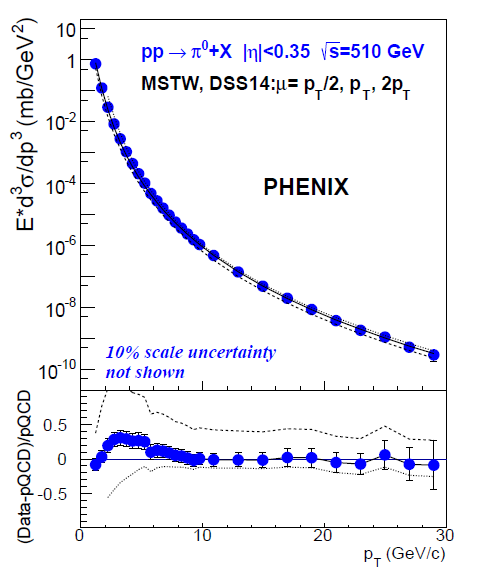 10
1
10⁻²
10⁻⁴
10⁻⁶
10⁻⁸
10⁻¹⁰
E*d³σ/dp³ (mb/GeV²)
pp → π⁰+X |η|<0.35 √s=510 GeV
MSTW, DSS14:μ= p_T/2, p_T, 2p_T
PHENIX
10% scale uncertainty
not shown
(Data-pQCD)/pQCD
0.5
0
-0.5
0 10 20 30
p_T (GeV/c)